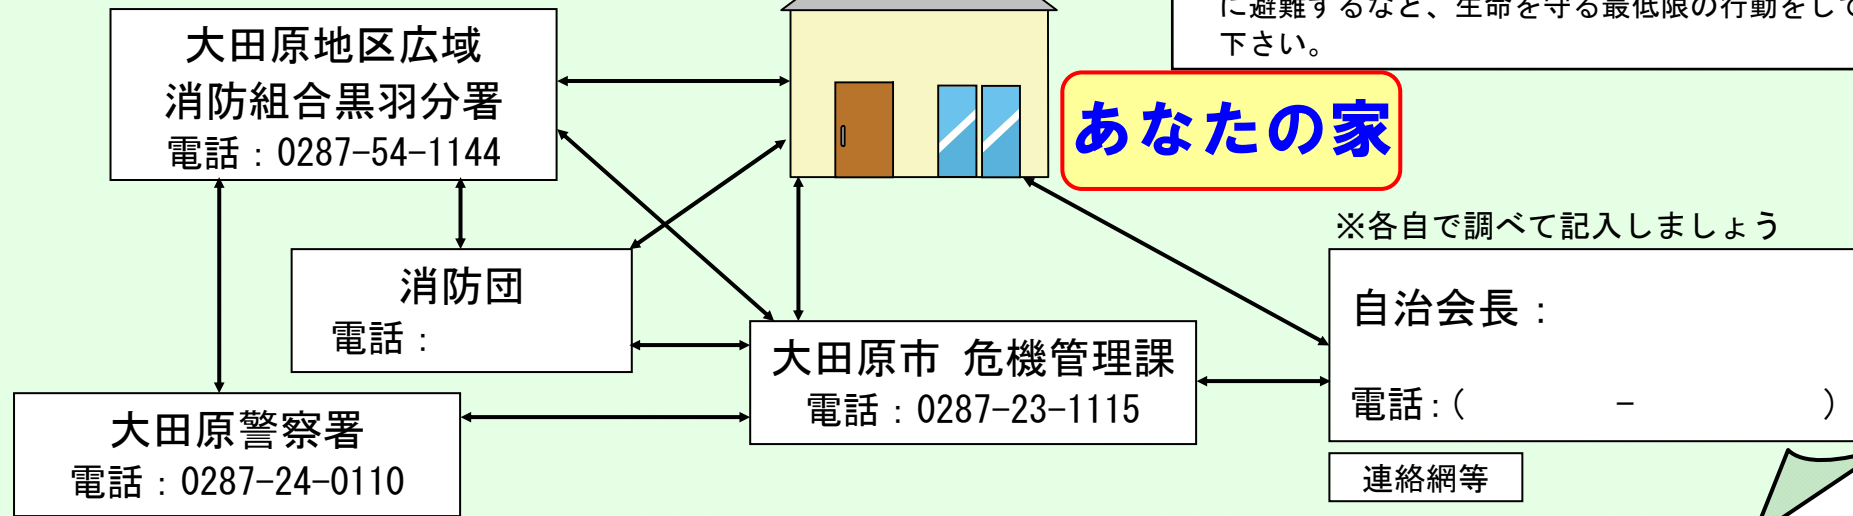 に避難するなど、生命を守る最低限の行動をして
下さい。
大田原地区広域
消防組合黒羽分署
電話：0287-54-1144
あなたの家
※各自で調べて記入しましょう
消防団
電話：
自治会長：
電話：(　　　　-　　　　)
大田原市 危機管理課
電話：0287-23-1115
大田原警察署
電話：0287-24-0110
連絡網等